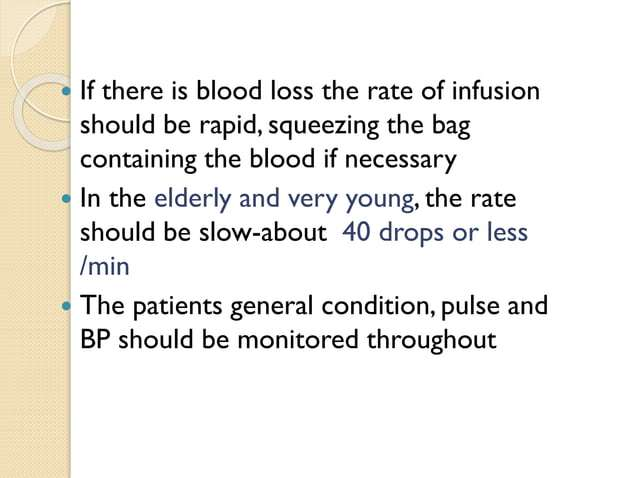 • If there is blood loss the rate of infusion
should be rapid, squeezing the bag
containing the blood if necessary
• In the elderly and very young, the rate
should be slow-about 40 drops or less
/min
• The patients general condition, pulse and
BP should be monitored throughout